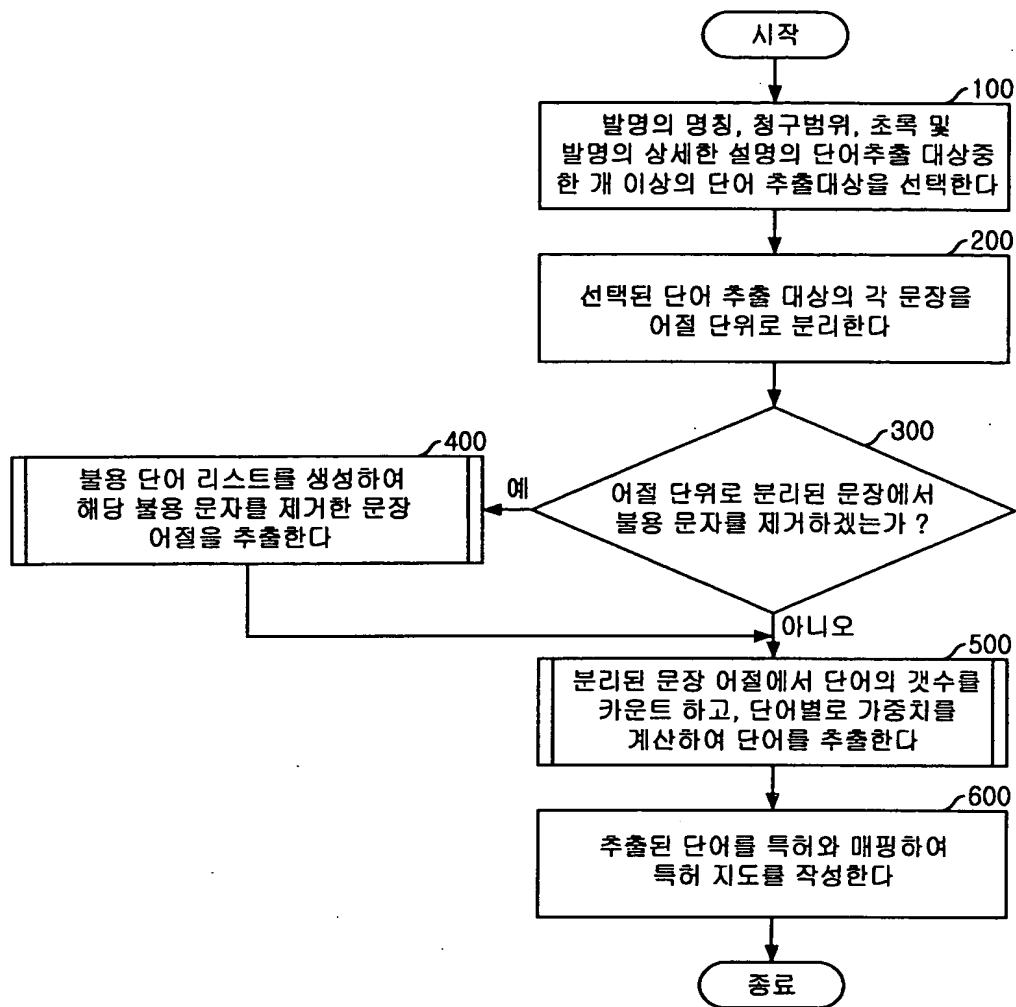 시작
100
발명의 명칭, 청구범위, 초록 및
발명의 상세한 설명의 단어추출 대상중
한 개 이상의 단어 추출대상을 선택한다
200
선택된 단어 추출 대상의 각 문장을
어절 단위로 분리한다
300
어절 단위로 분리된 문장에서
불용 문자를 제거하겠는가 ?
예
400
불용 단어 리스트를 생성하여
해당 불용 문자를 제거한 문장
어절을 추출한다
아니오
500
분리된 문장 어절에서 단어의 갯수를
카운트 하고, 단어별로 가중치를
계산하여 단어를 추출한다
600
추출된 단어를 특허와 매핑하여
특허 지도를 작성한다
종료